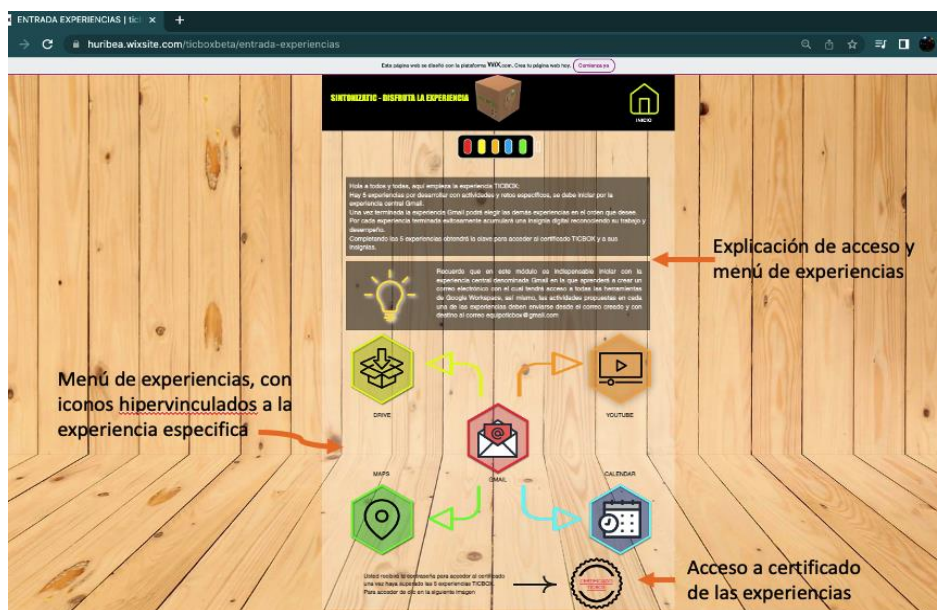 ENTRADA EXPERIENCIAS | tic
huribea.wixsite.com/ticboxbeta/entrada-experiencias
Esta página web se diseñó con la plataforma WiX.com. Crea tu página web hoy. Comienza ya
SINTONIZATIC - DISFRUTA LA EXPERIENCIA
INICIO
Hola a todos y todas, aquí empieza la experiencia TICBOX:
Hay 5 experiencias por desarrollar con actividades y retos específicos, se debe iniciar por la
experiencia central Gmail.
Una vez terminada la experiencia Gmail podrá elegir las demás experiencias en el orden que desee.
Por cada experiencia terminada exitosamente acumulará una insignia digital reconociendo su trabajo y
desempeño.
Completando las 5 experiencias obtendrá la clave para acceder al certificado TICBOX y a sus
insignias.
Explicación de acceso y
menú de experiencias
Recuerde que en este módulo es indispensable iniciar con la
experiencia central denominada Gmail en la que aprenderá a crear un
correo electrónico con el cual tendrá acceso a todas las herramientas
de Google Workspace, así mismo, las actividades propuestas en cada
una de las experiencias deben enviarse desde el correo creado y con
destino al correo equipoticbox@gmail.com
Menú de experiencias, con
iconos hipervinculados a la
experiencia especifica
DRIVE
YOUTUBE
GMAIL
MAPS
CALENDAR
Usted recibirá la contraseña para acceder al certificado
una vez haya superado las 5 experiencias TICBOX.
Para acceder de clic en la siguiente imagen
CERTIFICADO
TICBOX
Acceso a certificado
de las experiencias